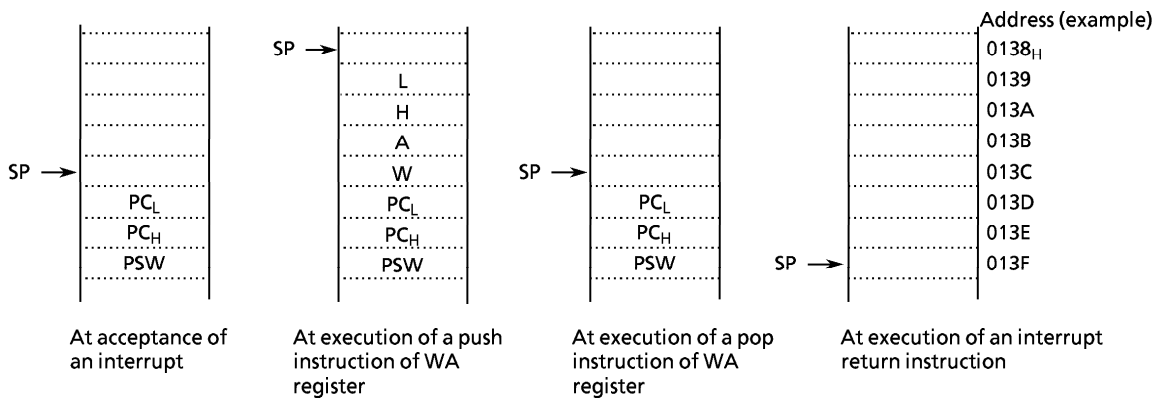 Address (example)
SP 0138H
L 0139
H 013A
A 013B
SP W SP 013C
PCL PCL PCL 013D
PCH PCH PCH 013E
PSW PSW PSW SP 013F
At acceptance of
an interrupt
At execution of a push
instruction of WA
register
At execution of a pop
instruction of WA
register
At execution of an interrupt
return instruction